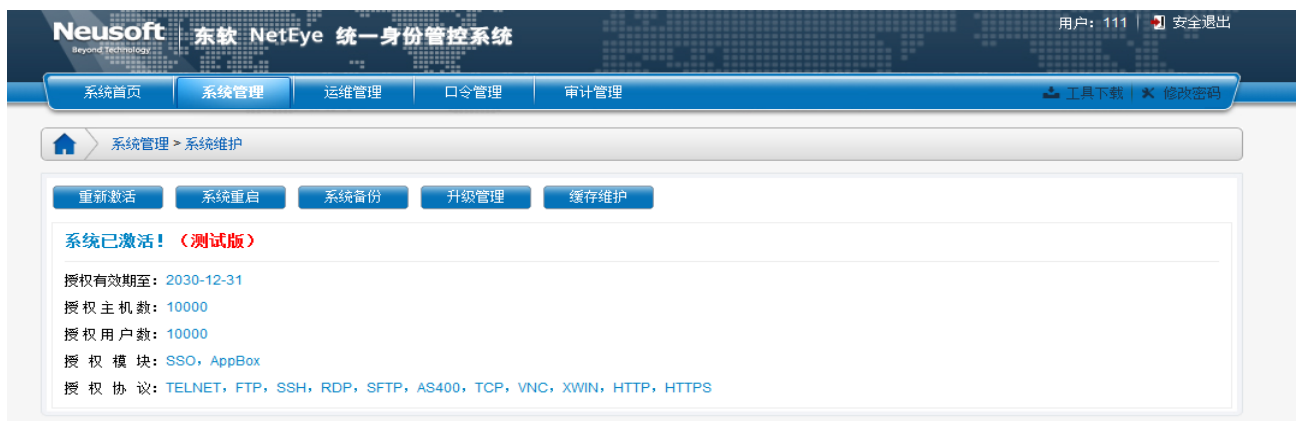 Neusoft 东软 NetEye 统一身份管控系统 用户：111 安全退出
Beyond Technology
系统首页 系统管理 运维管理 口令管理 审计管理 工具下载 修改密码
系统管理 > 系统维护
重新激活 系统重启 系统备份 升级管理 缓存维护
系统已激活！（测试版）
授权有效期至：2030-12-31
授权主机数：10000
授权用户数：10000
授权模块：SSO，AppBox
授权协议：TELNET，FTP，SSH，RDP，SFTP，AS400，TCP，VNC，XWIN，HTTP，HTTPS